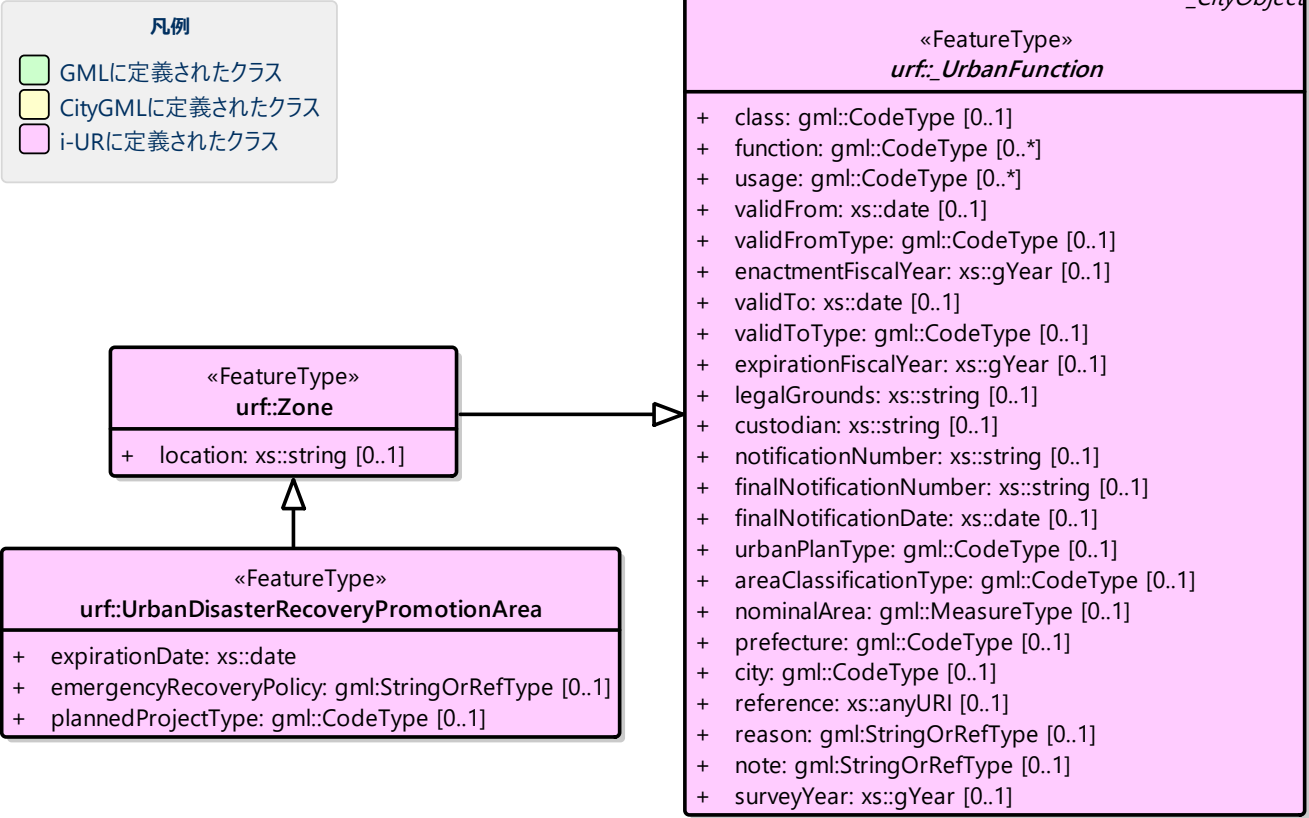 凡例
GMLに定義されたクラス
CityGMLに定義されたクラス
i-URに定義されたクラス
_CityObject
«FeatureType»
urf::_UrbanFunction
+ class: gml::CodeType [0..1]
+ function: gml::CodeType [0..*]
+ usage: gml::CodeType [0..*]
+ validFrom: xs::date [0..1]
+ validFromType: gml::CodeType [0..1]
+ enactmentFiscalYear: xs::gYear [0..1]
+ validTo: xs::date [0..1]
+ validToType: gml::CodeType [0..1]
+ expirationFiscalYear: xs::gYear [0..1]
+ legalGrounds: xs::string [0..1]
+ custodian: xs::string [0..1]
+ notificationNumber: xs::string [0..1]
+ finalNotificationNumber: xs::string [0..1]
+ finalNotificationDate: xs::date [0..1]
+ urbanPlanType: gml::CodeType [0..1]
+ areaClassificationType: gml::CodeType [0..1]
+ nominalArea: gml::MeasureType [0..1]
+ prefecture: gml::CodeType [0..1]
+ city: gml::CodeType [0..1]
+ reference: xs::anyURI [0..1]
+ reason: gml:StringOrRefType [0..1]
+ note: gml:StringOrRefType [0..1]
+ surveyYear: xs::gYear [0..1]
«FeatureType»
urf::Zone
+ location: xs::string [0..1]
«FeatureType»
urf::UrbanDisasterRecoveryPromotionArea
+ expirationDate: xs::date
+ emergencyRecoveryPolicy: gml:StringOrRefType [0..1]
+ plannedProjectType: gml::CodeType [0..1]